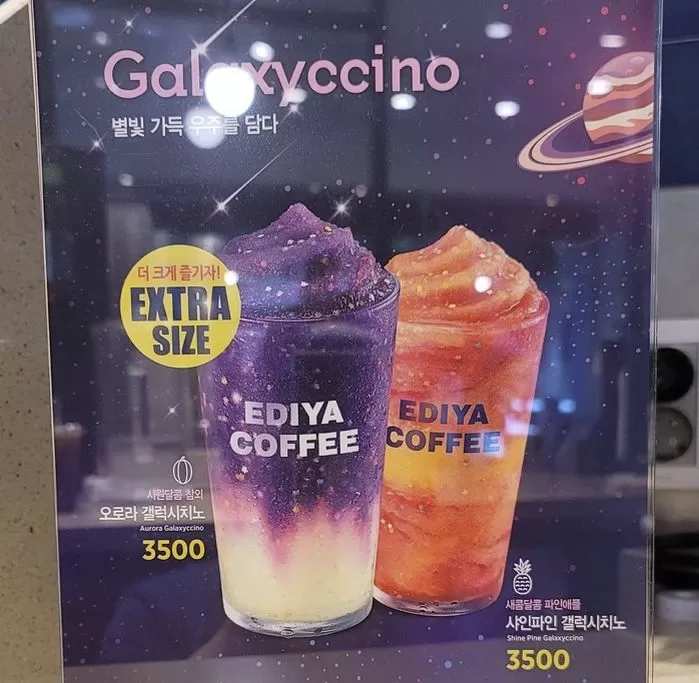 Galaxyccino
별빛 가득 우주를 담다
더 크게 즐기자!
EXTRA
SIZE
EDIYA
COFFEE
EDIYA
COFFEE
시원달콤 참외
오로라 갤럭시치노
Aurora Galaxyccino
3500
새콤달콤 파인애플
샤인파인 갤럭시치노
Shine Pine Galaxyccino
3500